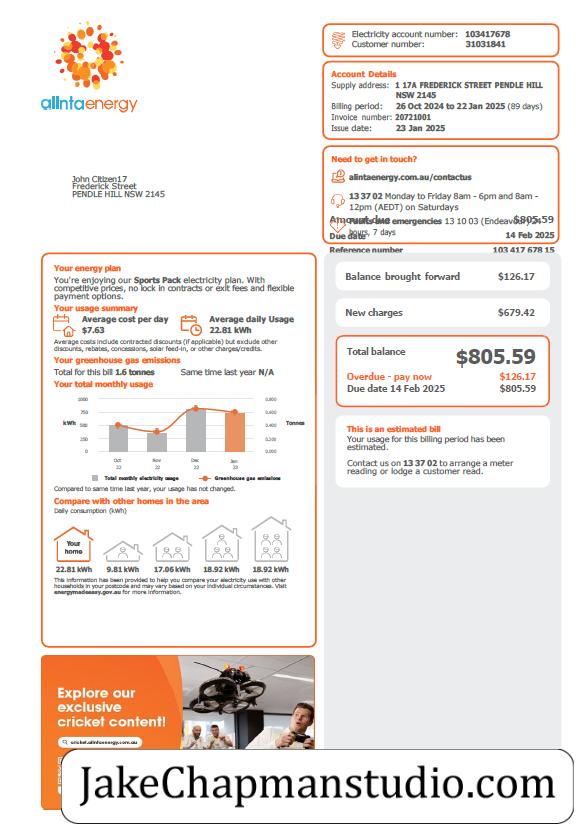 alintaenergy
Electricity account number: 103417678
Customer number: 31031841
Account Details
Supply address: 1 17A FREDERICK STREET PENDLE HILL
NSW 2145
Billing period: 26 Oct 2024 to 22 Jan 2025 (89 days)
Invoice number: 20721001
Issue date: 23 Jan 2025
Need to get in touch?
alintaenergy.com.au/contactus
13 37 02 Monday to Friday 8am - 6pm and 8am -
12pm (AEDT) on Saturdays
Amount due $805.59
Faults and emergencies 13 10 03 (Endeavour) 24
hours, 7 days
Due date 14 Feb 2025
Reference number 103 417 678 15
John Citizen17
Frederick Street
PENDLE HILL NSW 2145
Your energy plan
You're enjoying our Sports Pack electricity plan. With
competitive prices, no lock in contracts or exit fees and flexible
payment options.
Your usage summary
Average cost per day
$7.63
Average daily Usage
22.81 kWh
Average costs include contracted discounts (if applicable) but exclude other
discounts, rebates, concessions, solar feed-in, or other charges/credits.
Your greenhouse gas emissions
Total for this bill 1.6 tonnes Same time last year N/A
Your total monthly usage
1000 0.800
750 0.600
kWh 500 0.400 Tonnes
250 0.200
0 0.000
Oct Nov Dec Jan
22 22 22 22
Total monthly electricity usage Greenhouse gas emissions
Compared to same time last year, your usage has not changed.
Compare with other homes in the area
Daily consumption (kWh)
Your
home
22.81 kWh 9.81 kWh 17.06 kWh 18.92 kWh 18.92 kWh
This information has been provided to help you compare your electricity use with other
households in your postcode and may vary based on your individual circumstances. Visit
energymadeeasy.gov.au for more information.
Balance brought forward $126.17
New charges $679.42
Total balance $805.59
Overdue - pay now $126.17
Due date 14 Feb 2025 $805.59
This is an estimated bill
Your usage for this billing period has been
estimated.
Contact us on 13 37 02 to arrange a meter
reading or lodge a customer read.
Explore our
exclusive
cricket content!
cricket.alintaenergy.com.au
JakeChapmanstudio.com